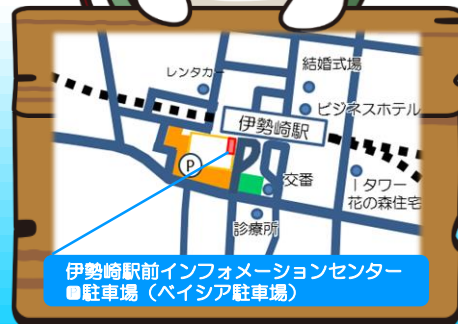 レンタカー
結婚式場
ビジネスホテル
伊勢崎駅
P
交番
Iタワー
花の森住宅
診療所
伊勢崎駅前インフォメーションセンター
駐車場（ベイシア駐車場）